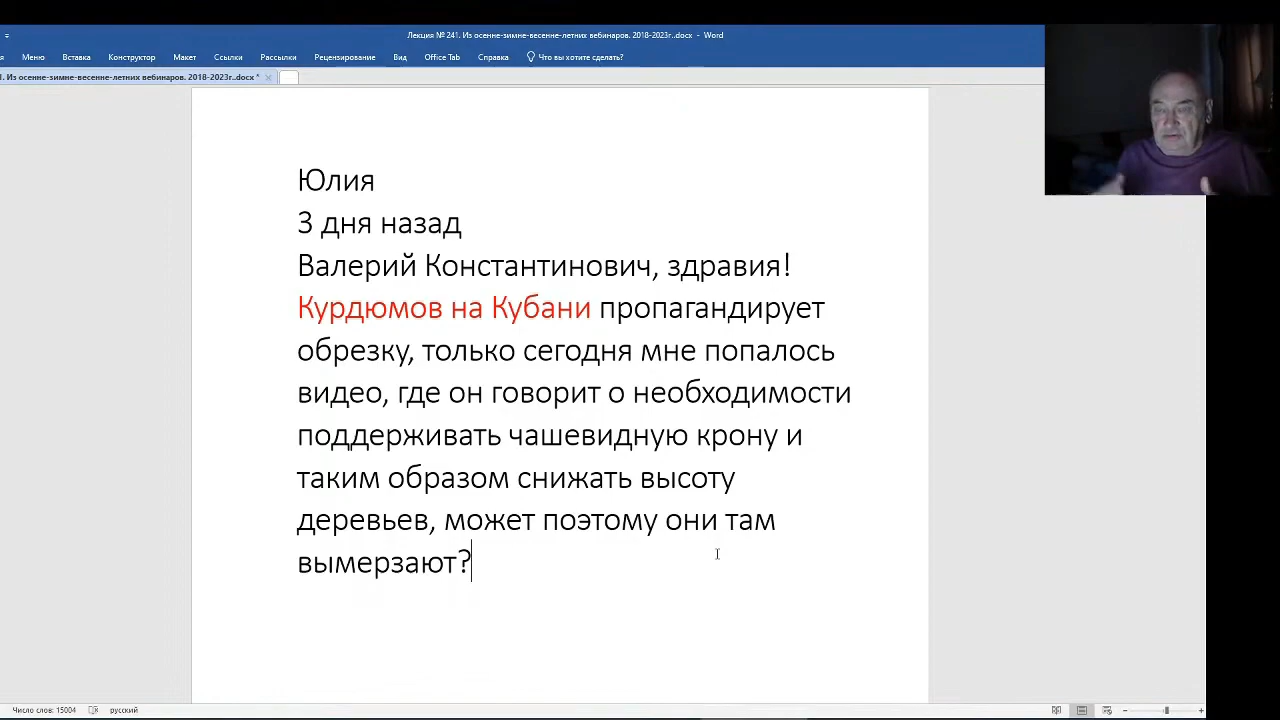 Лекция № 241. Из осенне-зимне-весенне-летних вебинаров. 2018-2023г..docx - Word
я Меню Вставка Конструктор Макет Ссылки Рассылки Рецензирование Вид Office Tab Справка Что вы хотите сделать?
1. Из осенне-зимне-весенне-летних вебинаров. 2018-2023г..docx *
Юлия
3 дня назад
Валерий Константинович, здравия!
Курдюмов на Кубани пропагандирует
обрезку, только сегодня мне попалось
видео, где он говорит о необходимости
поддерживать чашевидную крону и
таким образом снижать высоту
деревьев, может поэтому они там
вымерзают?
Число слов: 15004 русский